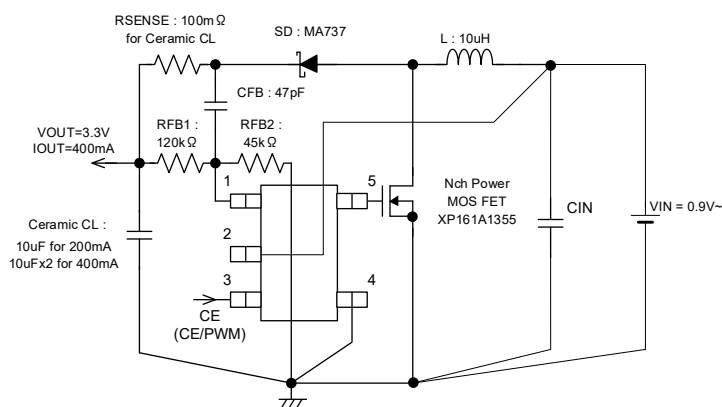 RSENSE : 100mΩ
for Ceramic CL
SD : MA737
L : 10uH
CFB : 47pF
VOUT=3.3V
IOUT=400mA
RFB1 :
120kΩ
RFB2 :
45kΩ
1
5
Nch Power
MOS FET
XP161A1355
CIN
VIN = 0.9V~
Ceramic CL :
10uF for 200mA
10uFx2 for 400mA
2
3
4
CE
(CE/PWM)